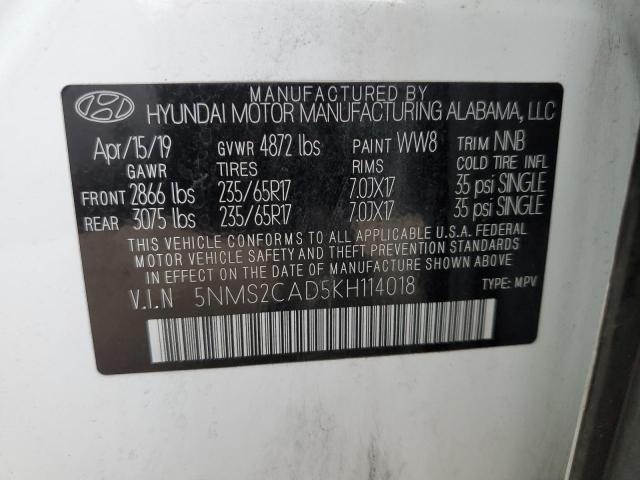 MANUFACTURED BY
HYUNDAI MOTOR MANUFACTURING ALABAMA, LLC
Apr/15/19 GVWR 4872 lbs PAINT WW8 TRIM NNB
GAWR TIRES RIMS COLD TIRE INFL
FRONT 2866 lbs 235/65R17 7.0JX17 35 psi SINGLE
REAR 3075 lbs 235/65R17 7.0JX17 35 psi SINGLE
THIS VEHICLE CONFORMS TO ALL APPLICABLE U.S.A. FEDERAL
MOTOR VEHICLE SAFETY AND THEFT PREVENTION STANDARDS
IN EFFECT ON THE DATE OF MANUFACTURE SHOWN ABOVE
V.I.N 5NMS2CAD5KH114018 TYPE: MPV